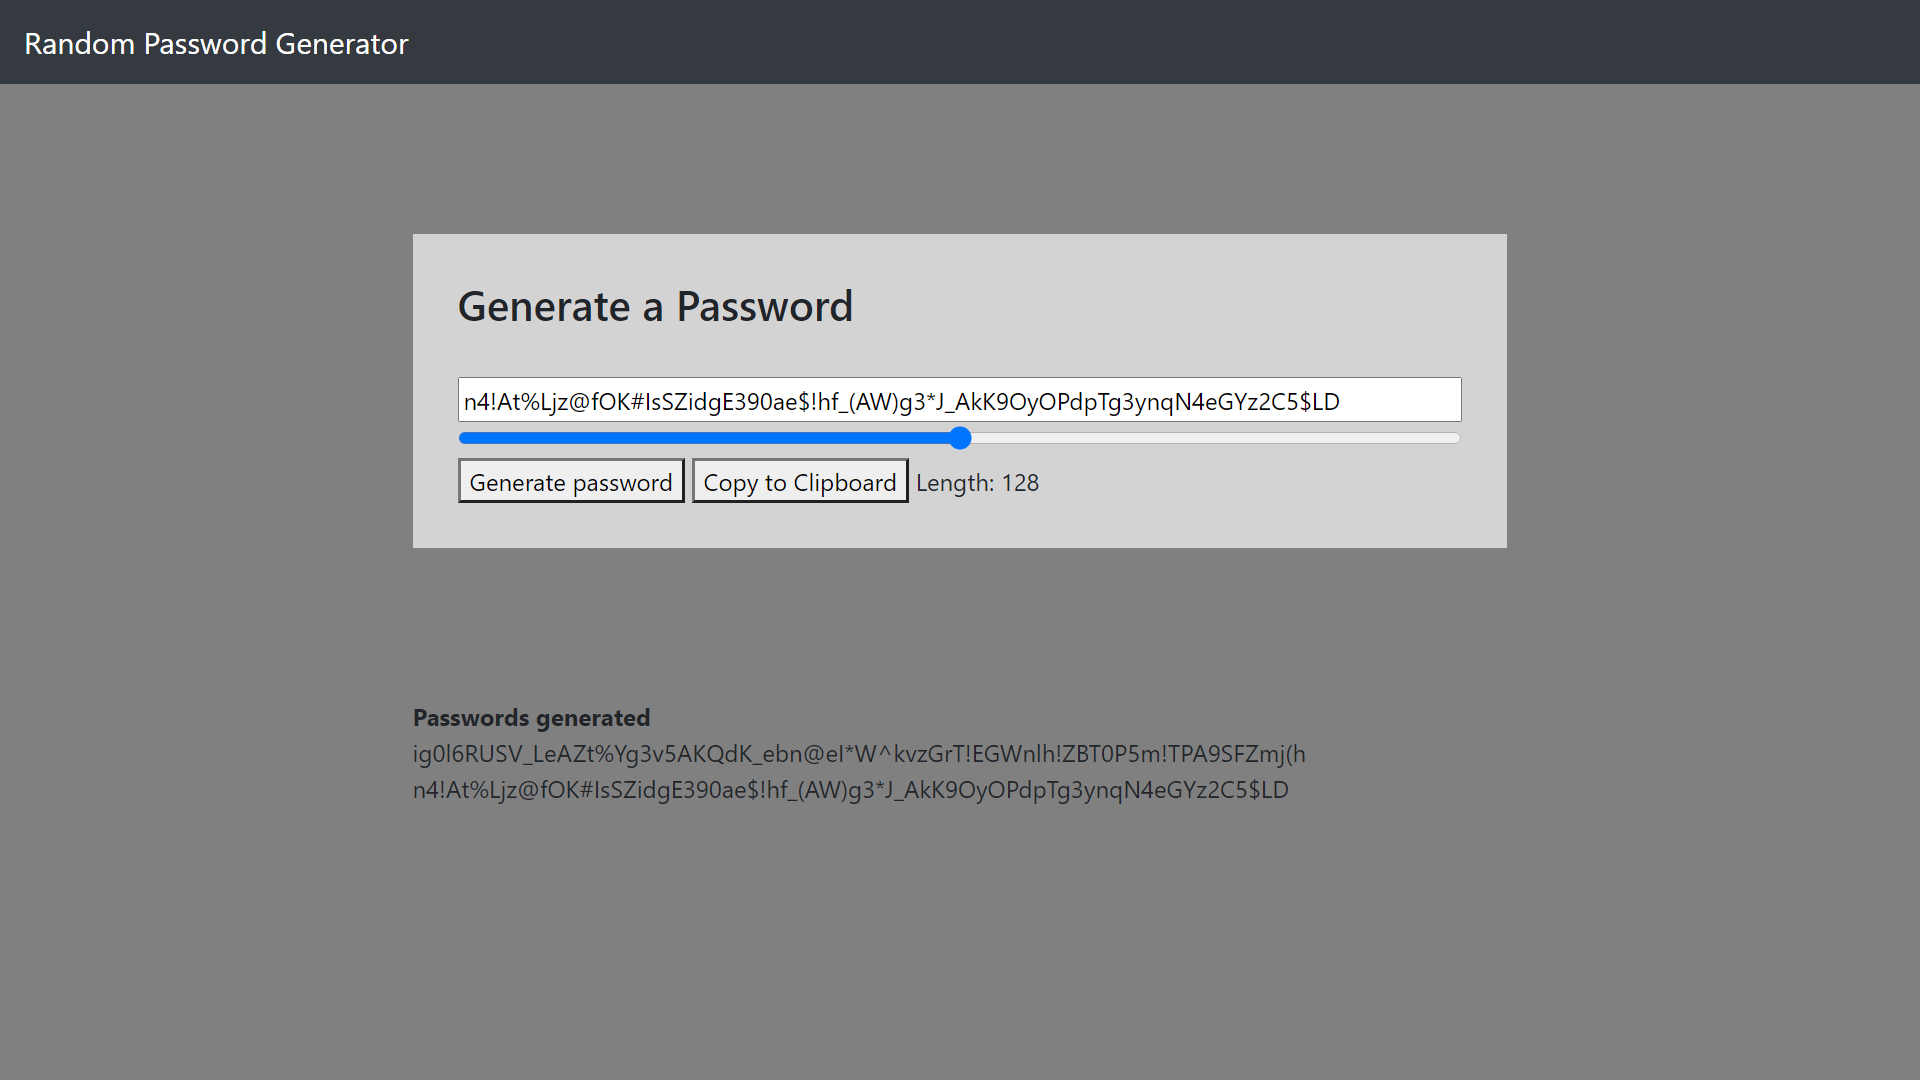 Random Password Generator
Generate a Password
n4!At%Ljz@fOK#IsSZidgE390ae$!hf_(AW)g3*J_AkK9OyOPdpTg3ynqN4eGYz2C5$LD
Generate password Copy to Clipboard Length: 128
Passwords generated
ig0l6RUSV_LeAZt%Yg3v5AKQdK_ebn@eI*W^kvzGrT!EGWnlh!ZBT0P5m!TPA9SFZmj(h
n4!At%Ljz@fOK#IsSZidgE390ae$!hf_(AW)g3*J_AkK9OyOPdpTg3ynqN4eGYz2C5$LD